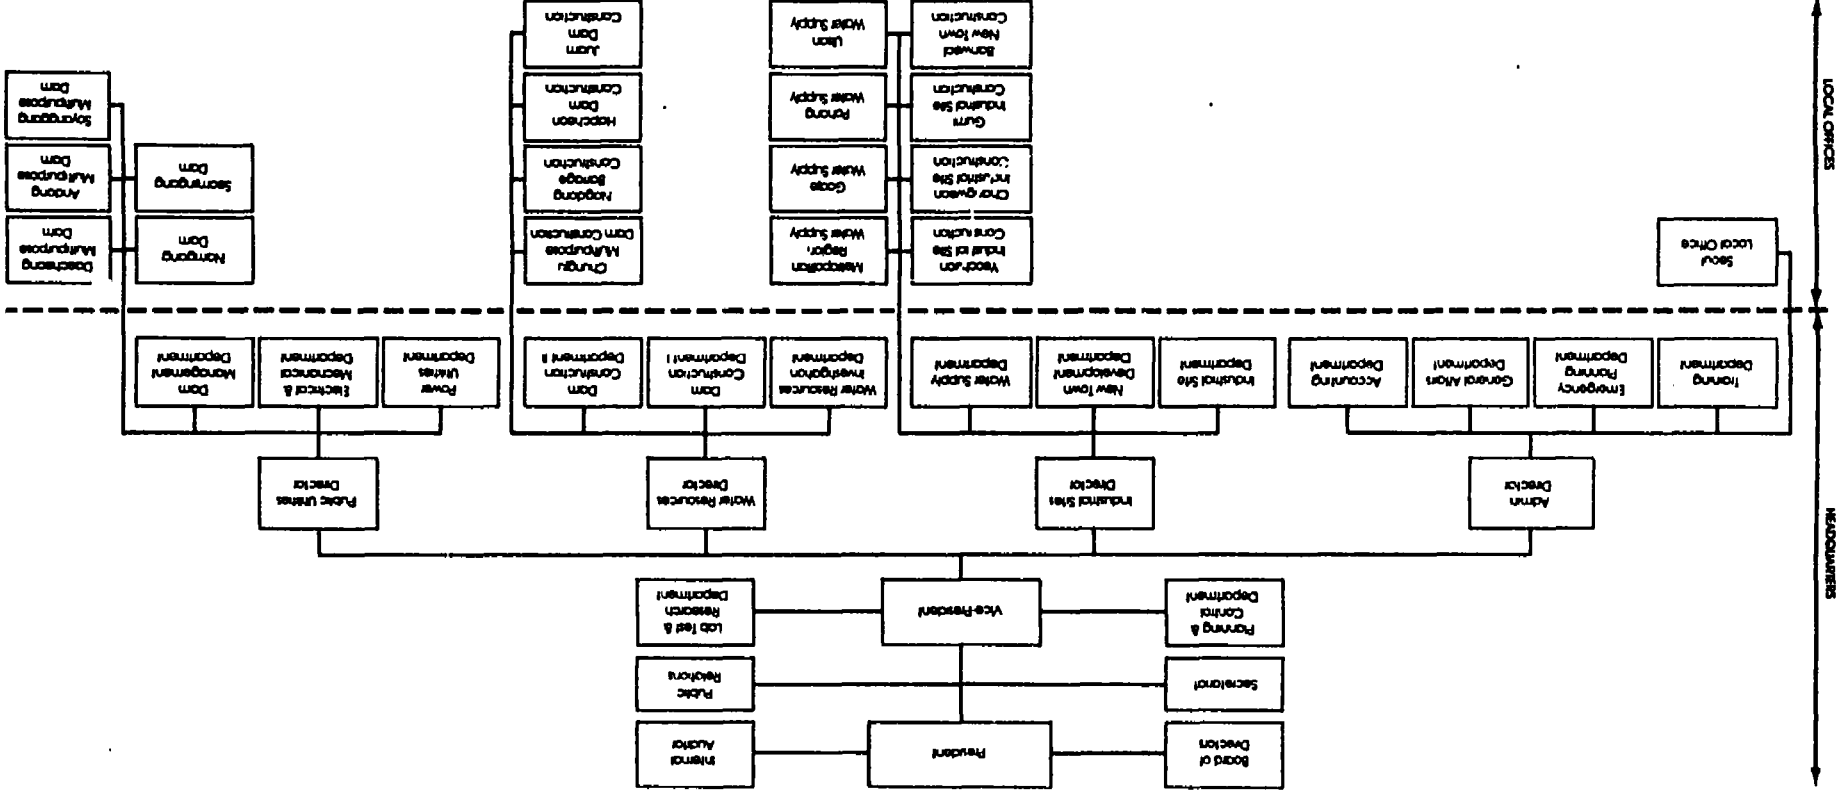 HEADQUARTERS
Board of
Directors
President
Internal
Auditor
Secretariat
Public
Relations
Planning &
Control
Department
Vice-President
Lab Test &
Research
Department
Admin
Director
Industrial Sites
Director
Water Resources
Director
Public Utilities
Director
Training
Department
Emergency
Planning
Department
General Affairs
Department
Accounting
Department
Industrial Site
Department
New Town
Development
Department
Water Supply
Department
Water Resources
Investigation
Department
Dam
Construction
Department I
Dam
Construction
Department II
Power
Utilities
Department
Electrical &
Mechanical
Department
Dam
Management
Department
LOCAL OFFICES
Seoul
Local Office
Yeochon
Industrial Site
Construction
Metropolitan
Region
Water Supply
Chungju
Multipurpose
Dam Construction
Namgang
Dam
Daecheong
Multipurpose
Dam
Changweon
Industrial Site
Construction
Geoje
Water Supply
Nagdong
Barrage
Construction
Seomjingang
Dam
Andong
Multipurpose
Dam
Gumi
Industrial Site
Construction
Pohang
Water Supply
Hapcheon
Dam
Construction
Soyanggang
Multipurpose
Dam
Banweol
New Town
Construction
Ulsan
Water Supply
Juam
Dam
Construction